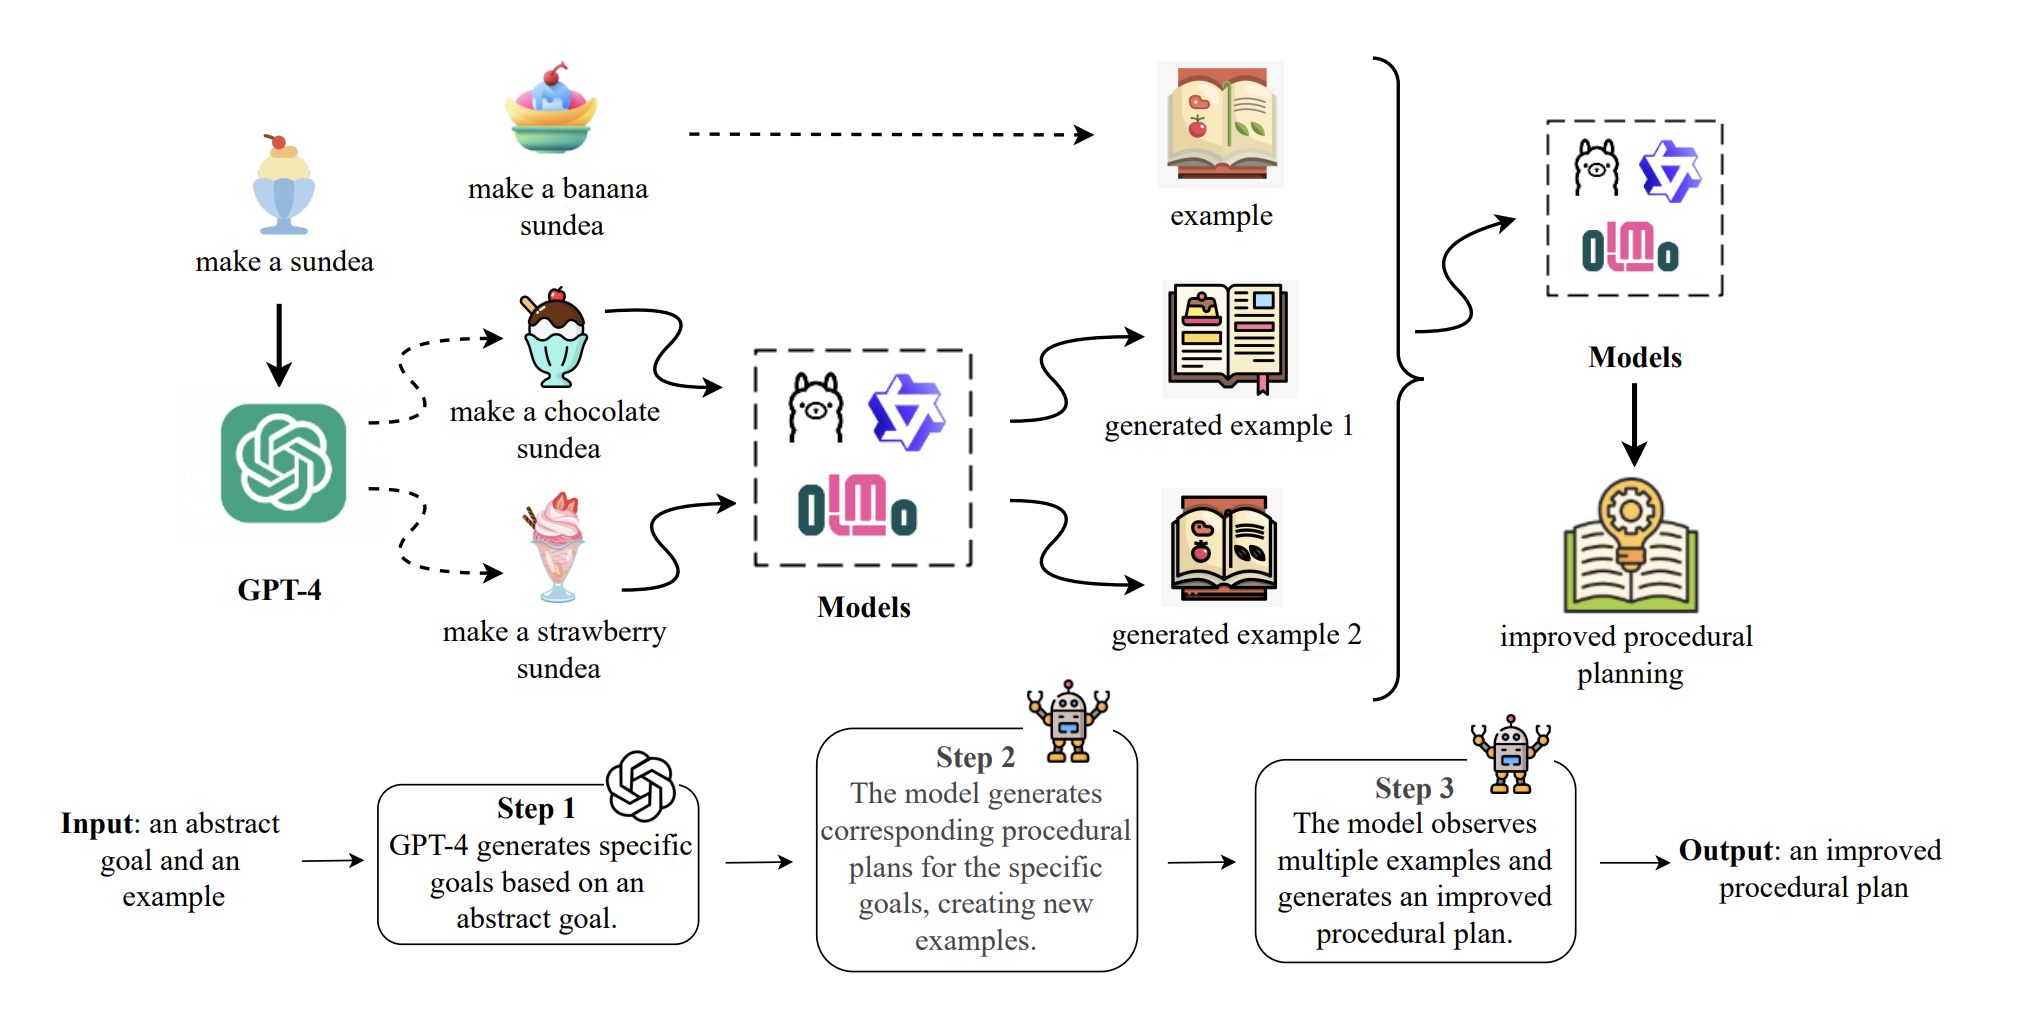 make a sundea
GPT-4
make a banana
sundea
make a chocolate
sundea
make a strawberry
sundea
OLMo
Models
example
generated example 1
generated example 2
OLMo
Models
improved procedural
planning
Input: an abstract
goal and an
example
Step 1
GPT-4 generates specific
goals based on an
abstract goal.
Step 2
The model generates
corresponding procedural
plans for the specific
goals, creating new
examples.
Step 3
The model observes
multiple examples and
generates an improved
procedural plan.
Output: an improved
procedural plan